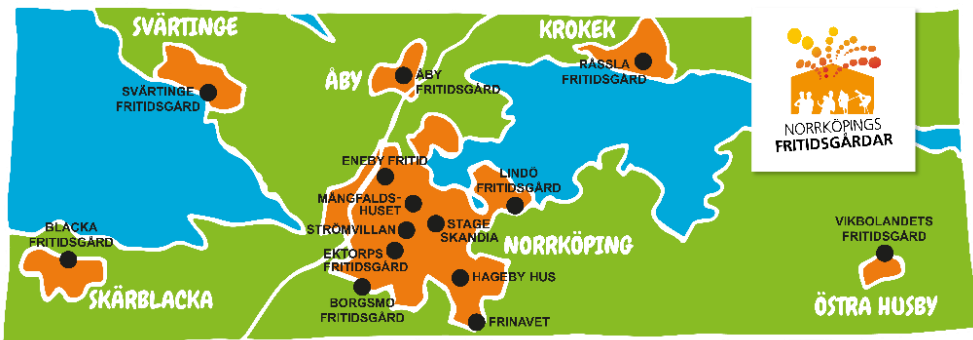 SVÄRTINGE
SVÄRTINGE
FRITIDSGÅRD
ÅBY
ÅBY
FRITIDSGÅRD
KROKEK
RÅSSLA
FRITIDSGÅRD
NORRKÖPINGS
FRITIDSGÅRDAR
ENEBY FRITID
MÅNGFALDS-
HUSET
STRÖMVILLAN
STAGE
SKANDIA
LINDÖ
FRITIDSGÅRD
NORRKÖPING
EKTORPS
FRITIDSGÅRD
HAGEBY HUS
BORGSMO
FRITIDSGÅRD
FRINAVET
BLACKA
FRITIDSGÅRD
SKÄRBLACKA
VIKBOLANDETS
FRITIDSGÅRD
ÖSTRA HUSBY